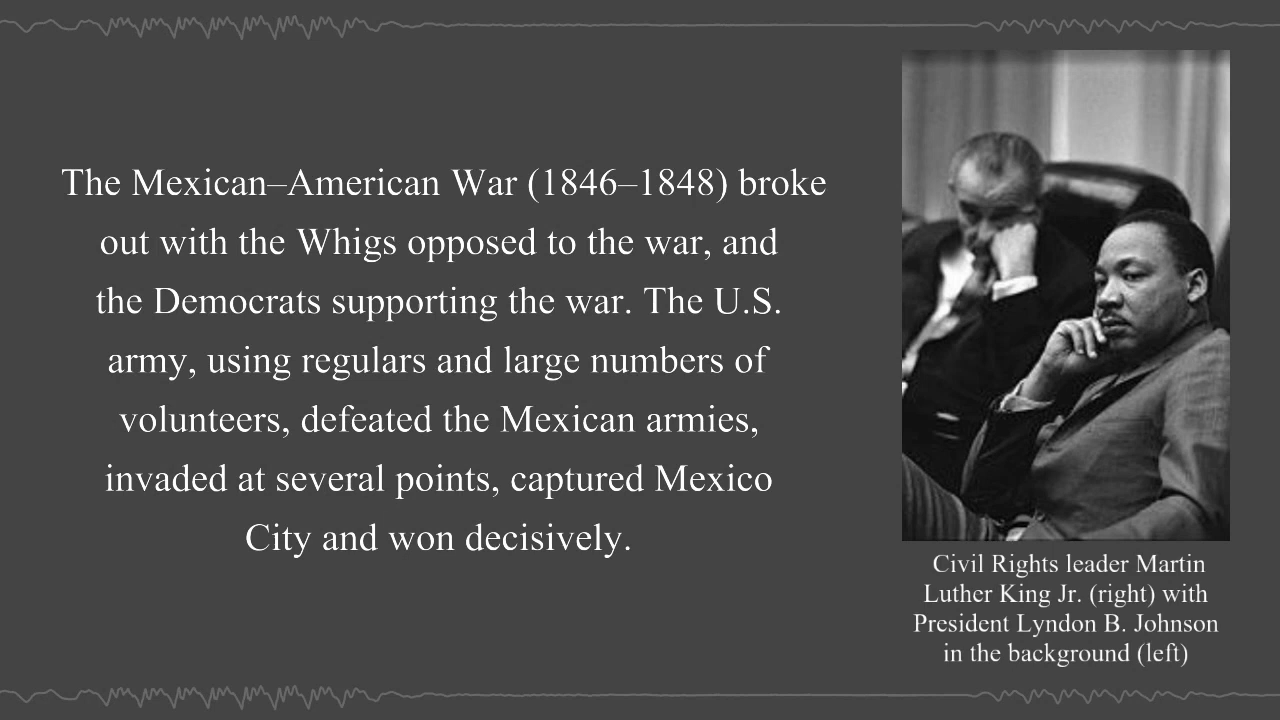 The Mexican–American War (1846–1848) broke
out with the Whigs opposed to the war, and
the Democrats supporting the war. The U.S.
army, using regulars and large numbers of
volunteers, defeated the Mexican armies,
invaded at several points, captured Mexico
City and won decisively.
Civil Rights leader Martin
Luther King Jr. (right) with
President Lyndon B. Johnson
in the background (left)